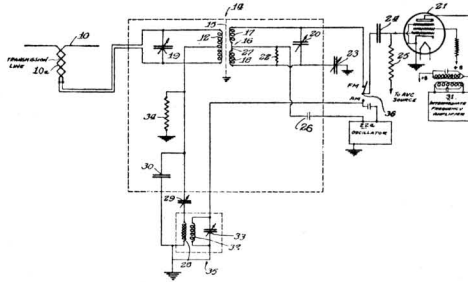 10
14
15
21
TRANSMISSION
LINE
10a
12
17
16
27
18
19
20
22
23
24
25
FM
AM
TO AVC
SOURCE
+B
31
INTERMEDIATE
FREQUENCY
AMPLIFIER
34
26
OSCILLATOR
36
30
29
33
32
28
35